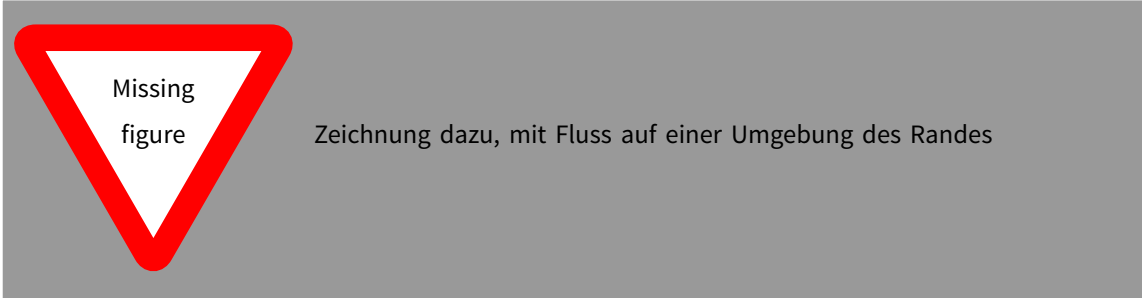 Missing
figure
Zeichnung dazu, mit Fluss auf einer Umgebung des Randes